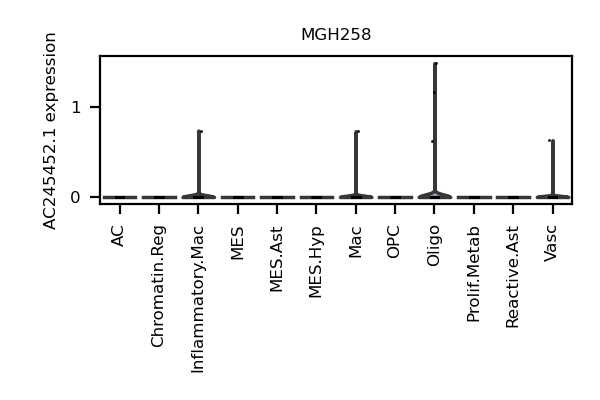 MGH258
AC245452.1 expression
1
0
AC
Chromatin.Reg
Inflammatory.Mac
MES
MES.Ast
MES.Hyp
Mac
OPC
Oligo
Prolif.Metab
Reactive.Ast
Vasc